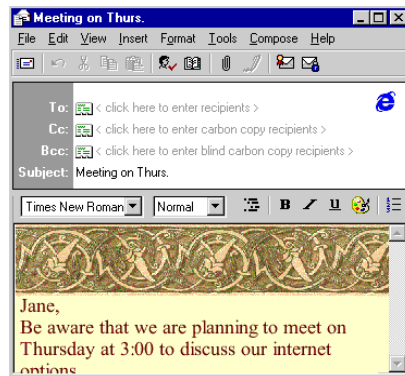 Meeting on Thurs.
File Edit View Insert Format Tools Compose Help
To: < click here to enter recipients >
Cc: < click here to enter carbon copy recipients >
Bcc: < click here to enter blind carbon copy recipients >
Subject: Meeting on Thurs.
Times New Roman Normal B I U
Jane,
Be aware that we are planning to meet on
Thursday at 3:00 to discuss our internet
options